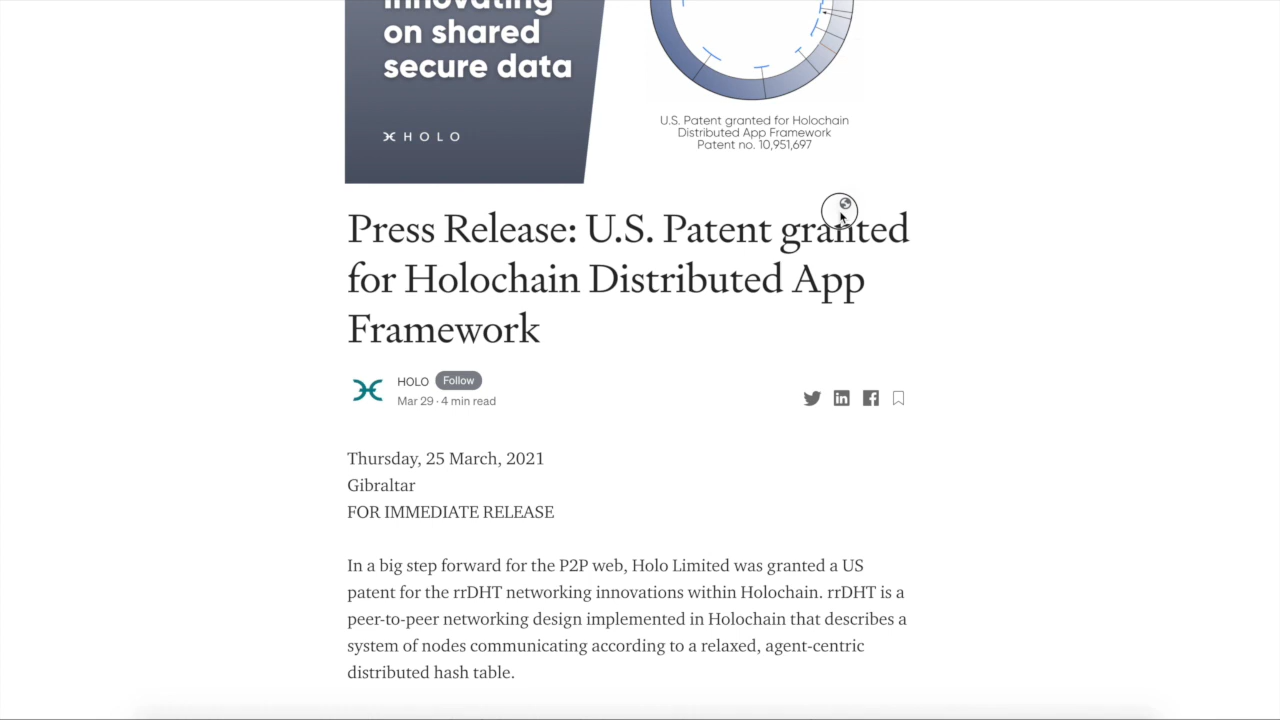 innovating
on shared
secure data
HOLO
U.S. Patent granted for Holochain
Distributed App Framework
Patent no. 10,951,697
Press Release: U.S. Patent granted
for Holochain Distributed App
Framework
HOLO Follow
Mar 29 · 4 min read
Thursday, 25 March, 2021
Gibraltar
FOR IMMEDIATE RELEASE
In a big step forward for the P2P web, Holo Limited was granted a US
patent for the rrDHT networking innovations within Holochain. rrDHT is a
peer-to-peer networking design implemented in Holochain that describes a
system of nodes communicating according to a relaxed, agent-centric
distributed hash table.